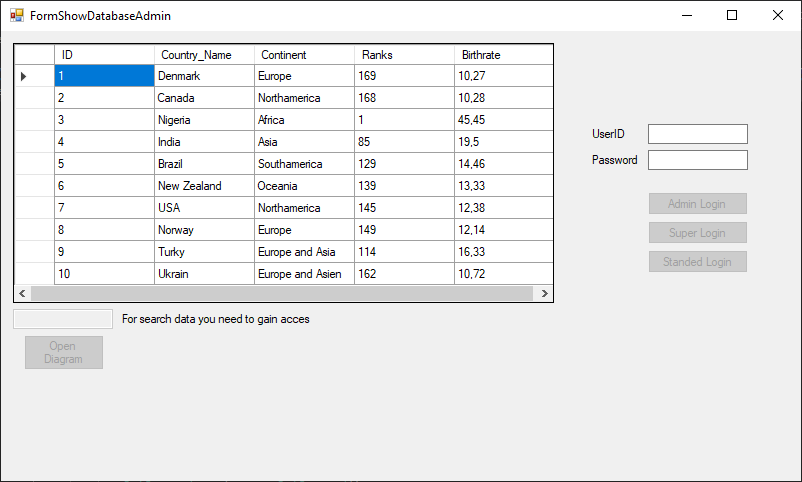 FormShowDatabaseAdmin
ID Country_Name Continent Ranks Birthrate
1 Denmark Europe 169 10,27
2 Canada Northamerica 168 10,28
3 Nigeria Africa 1 45,45
4 India Asia 85 19,5
5 Brazil Southamerica 129 14,46
6 New Zealand Oceania 139 13,33
7 USA Northamerica 145 12,38
8 Norway Europe 149 12,14
9 Turky Europe and Asia 114 16,33
10 Ukrain Europe and Asien 162 10,72
UserID
Password
Admin Login
Super Login
Standed Login
For search data you need to gain acces
Open
Diagram